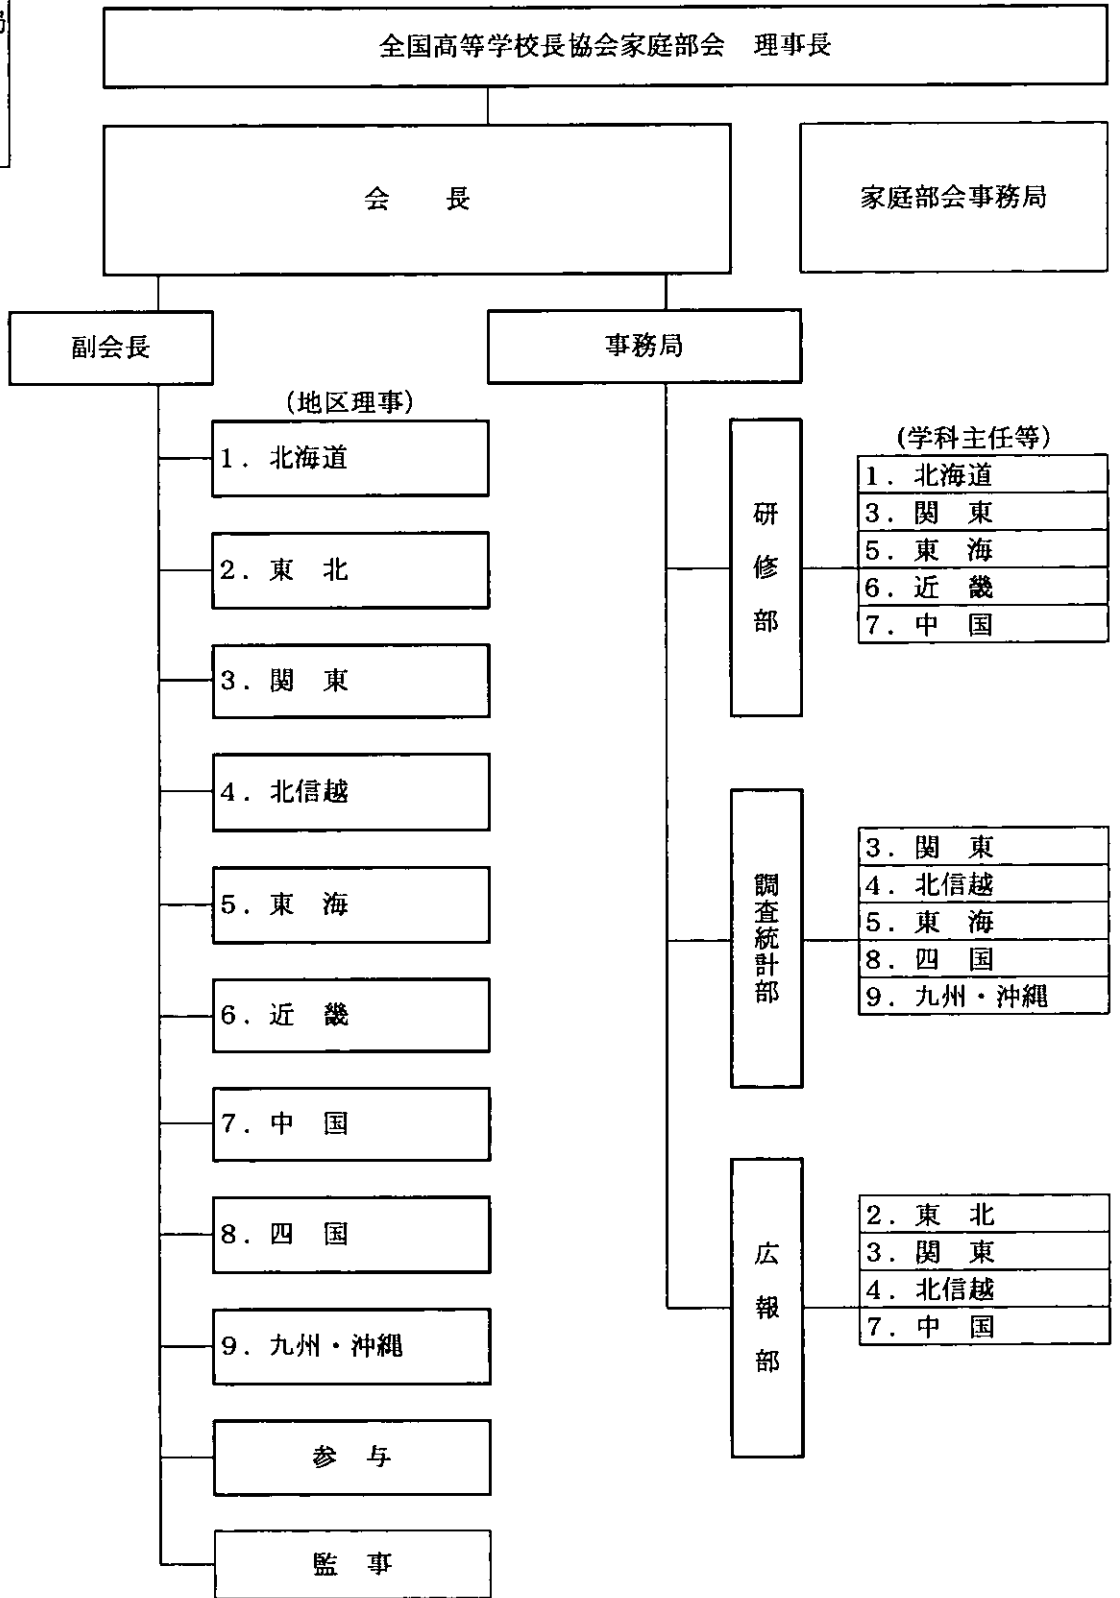 局
全国高等学校長協会家庭部会　理事長
会　長
家庭部会事務局
副会長
事務局
(地区理事)
1. 北海道
2. 東　北
3. 関　東
4. 北信越
5. 東　海
6. 近　畿
7. 中　国
8. 四　国
9. 九州・沖縄
参　与
監　事
研修部
(学科主任等)
1. 北海道
3. 関　東
5. 東　海
6. 近　畿
7. 中　国
調査統計部
3. 関　東
4. 北信越
5. 東　海
8. 四　国
9. 九州・沖縄
広報部
2. 東　北
3. 関　東
4. 北信越
7. 中　国